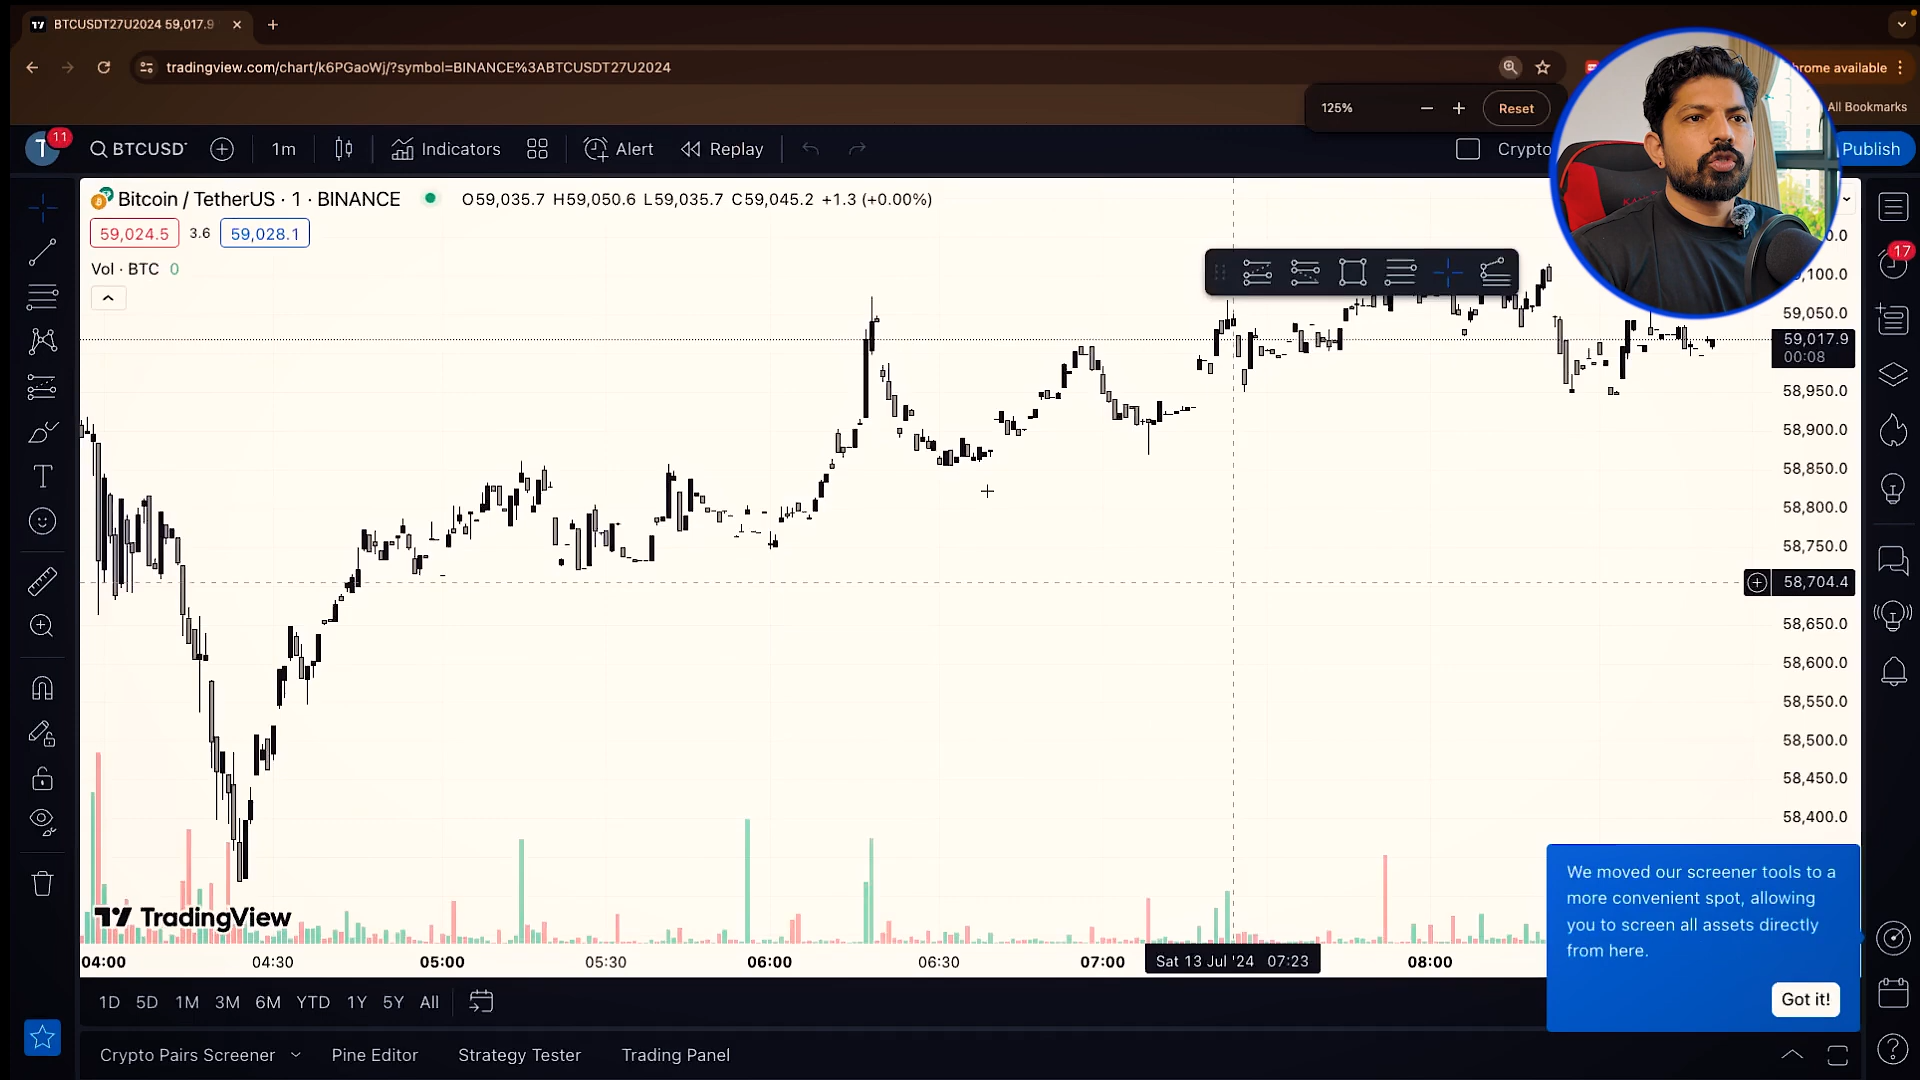 BTCUSDT27U2024 59,017.9
tradingview.com/chart/k6PGaoWj/?symbol=BINANCE%3ABTCUSDT27U2024
hrome available
125%
Reset
All Bookmarks
T
11
BTCUSDT
1m
Indicators
Alert
Replay
Crypto
Publish
Bitcoin / TetherUS · 1 · BINANCE
O59,035.7 H59,050.6 L59,035.7 C59,045.2 +1.3 (+0.00%)
59,024.5
3.6
59,028.1
Vol · BTC 0
17
59,050.0
59,017.9
00:08
58,950.0
58,900.0
58,850.0
58,800.0
58,750.0
58,704.4
58,650.0
58,600.0
58,550.0
58,500.0
58,450.0
58,400.0
We moved our screener tools to a
more convenient spot, allowing
you to screen all assets directly
from here.
Got it!
TradingView
04:00
04:30
05:00
05:30
06:00
06:30
07:00
Sat 13 Jul '24 07:23
08:00
1D 5D 1M 3M 6M YTD 1Y 5Y All
Crypto Pairs Screener
Pine Editor
Strategy Tester
Trading Panel